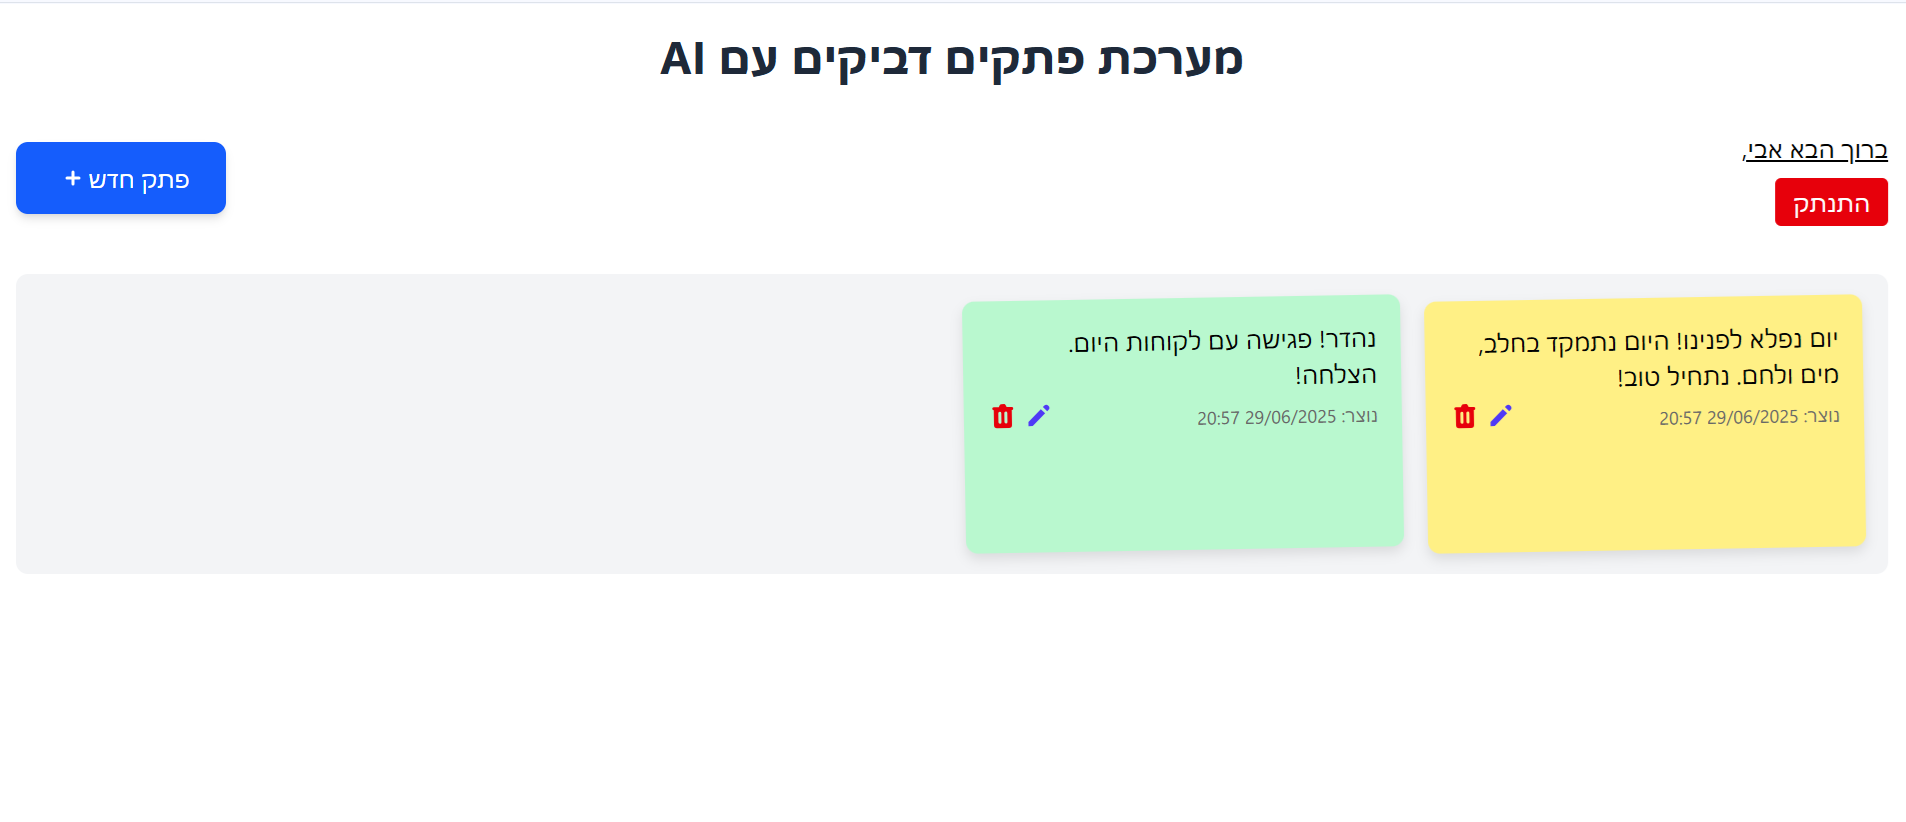 מערכת פתקים דביקים עם AI
ברוך הבא אבי,
התנתק
פתק חדש +
יום נפלא לפנינו! היום נתמקד בחלב,
מים ולחם. נתחיל טוב!
נוצר: 29/06/2025 20:57
נהדר! פגישה עם לקוחות היום.
הצלחה!
נוצר: 29/06/2025 20:57